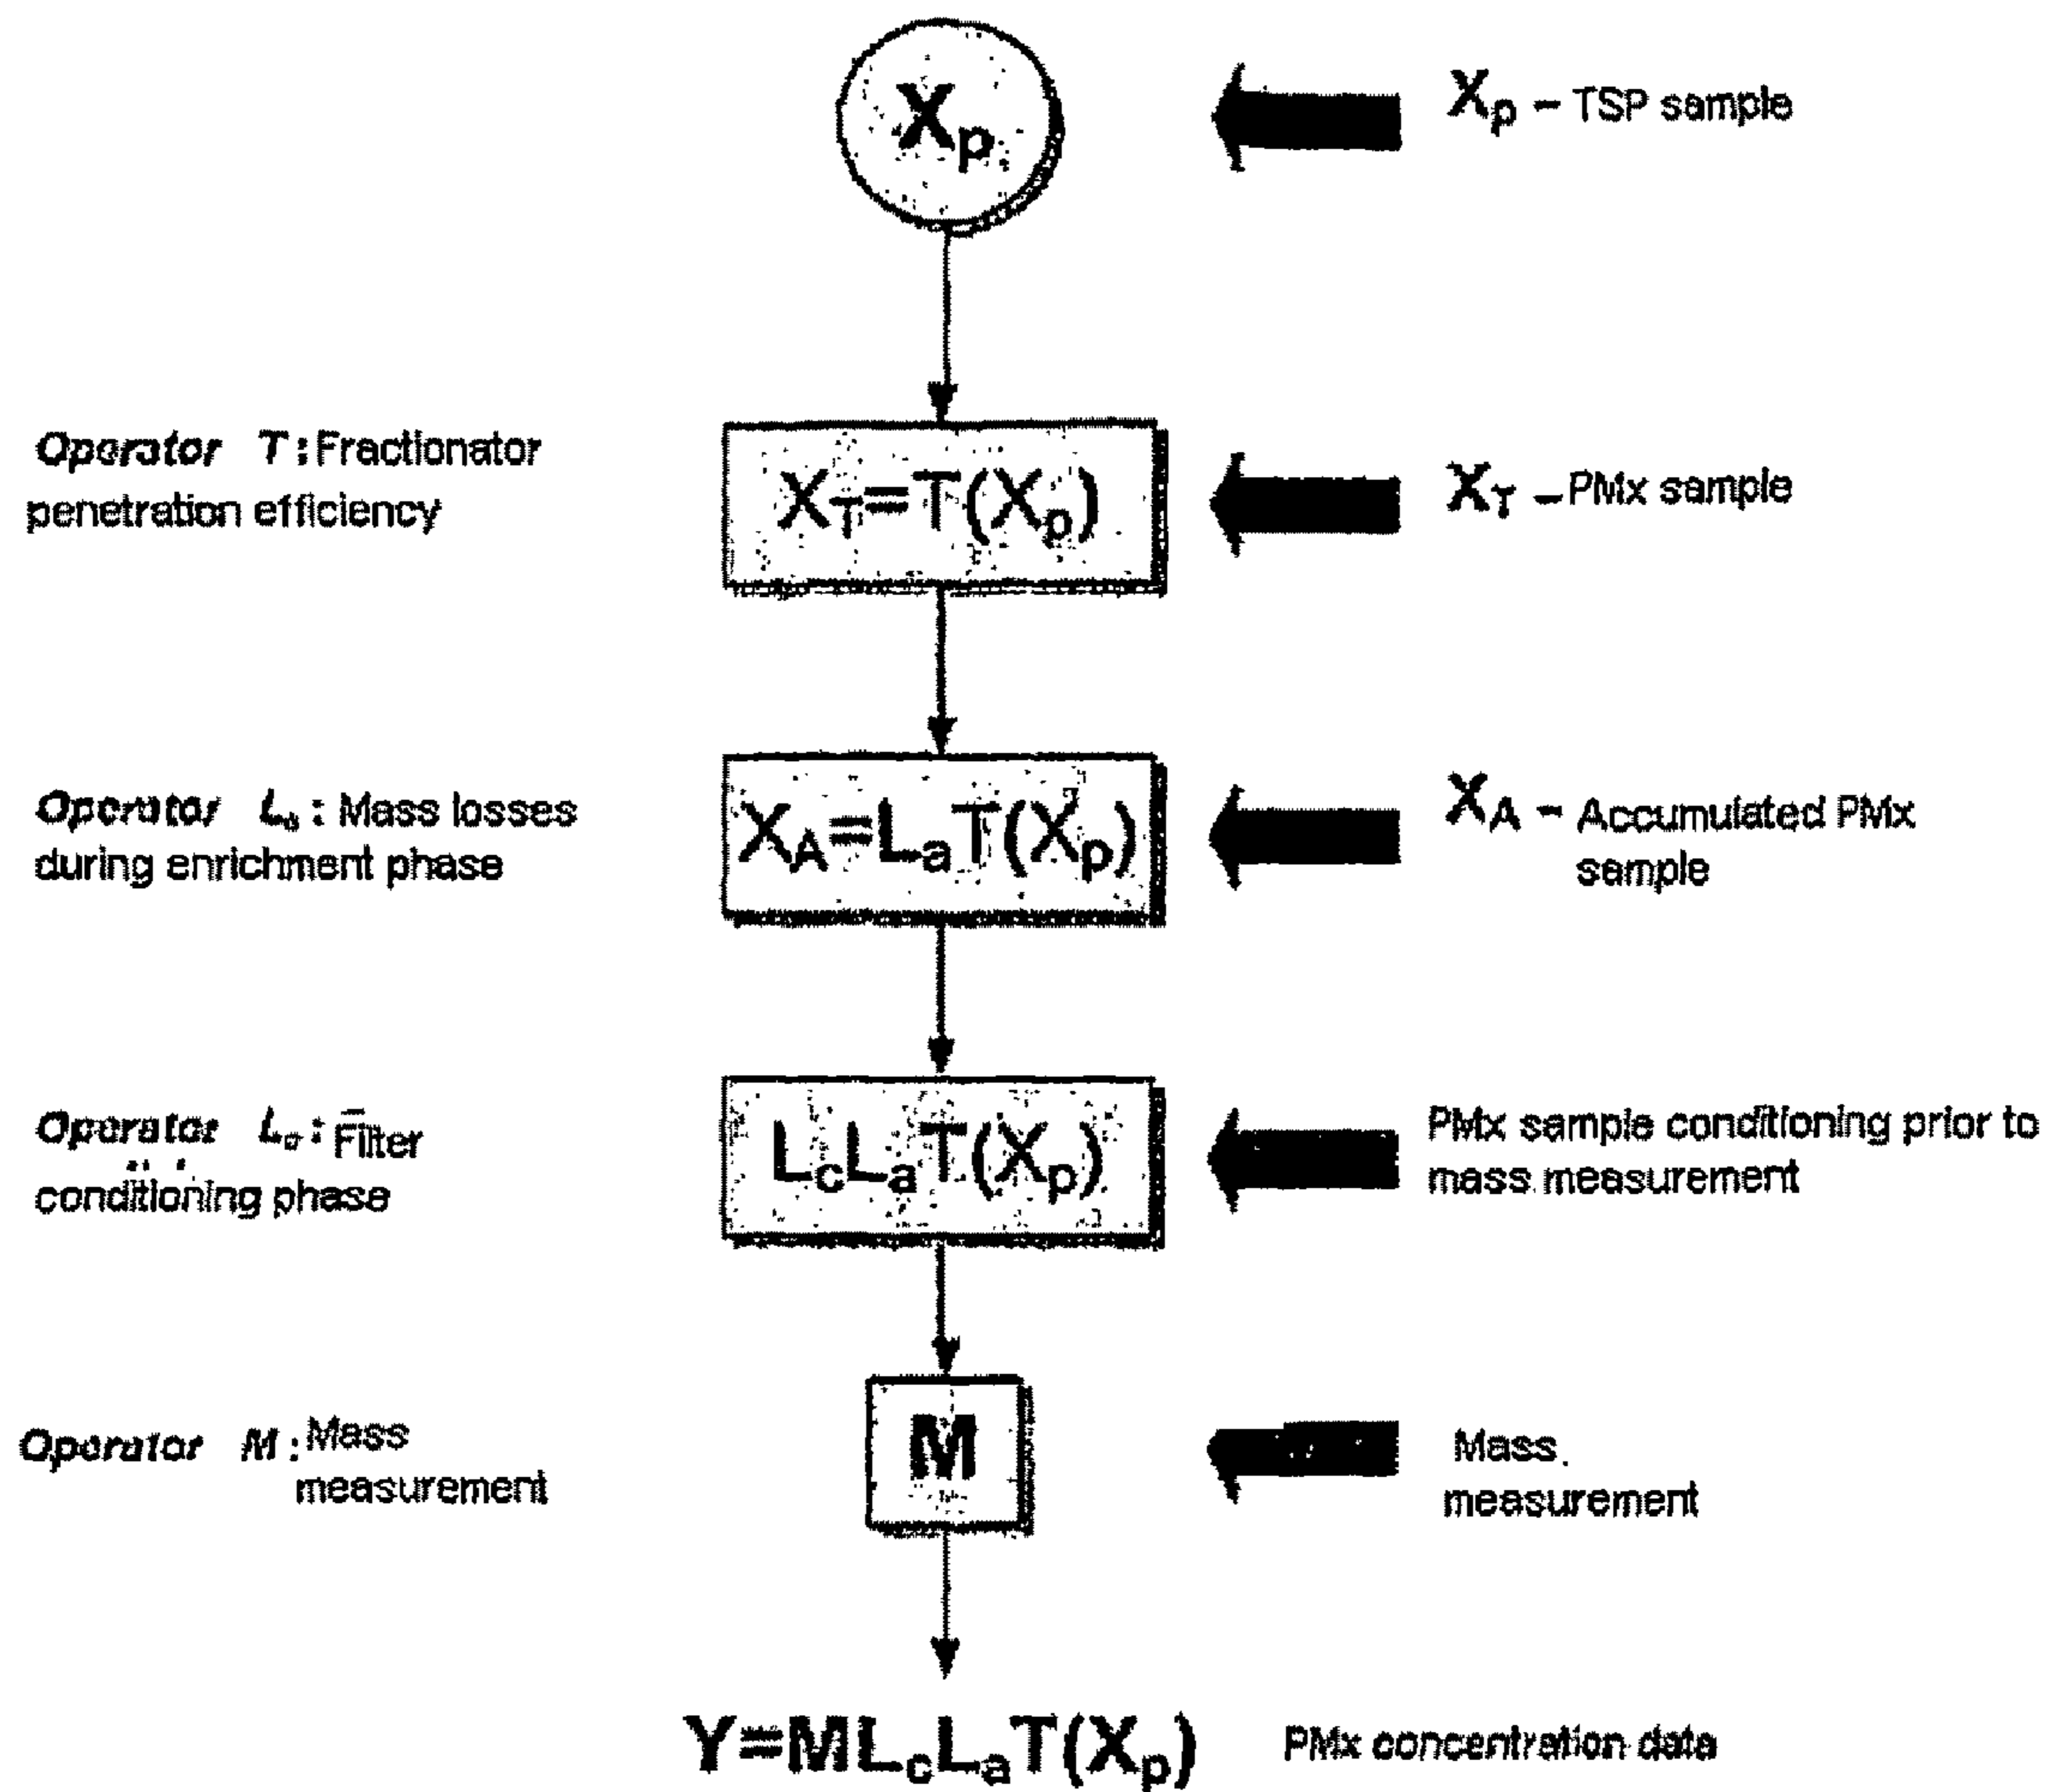 Xp
Xp – TSP sample
Operator T: Fractionator
penetration efficiency
XT=T(Xp)
XT – PMx sample
Operator La: Mass losses
during enrichment phase
XA=LaT(Xp)
XA – Accumulated PMx
sample
Operator Lc: Filter
conditioning phase
LcLaT(Xp)
PMx sample conditioning prior to
mass measurement
Operator M: Mass
measurement
M
Mass
measurement
Y=MLcLaT(Xp)
PMx concentration data